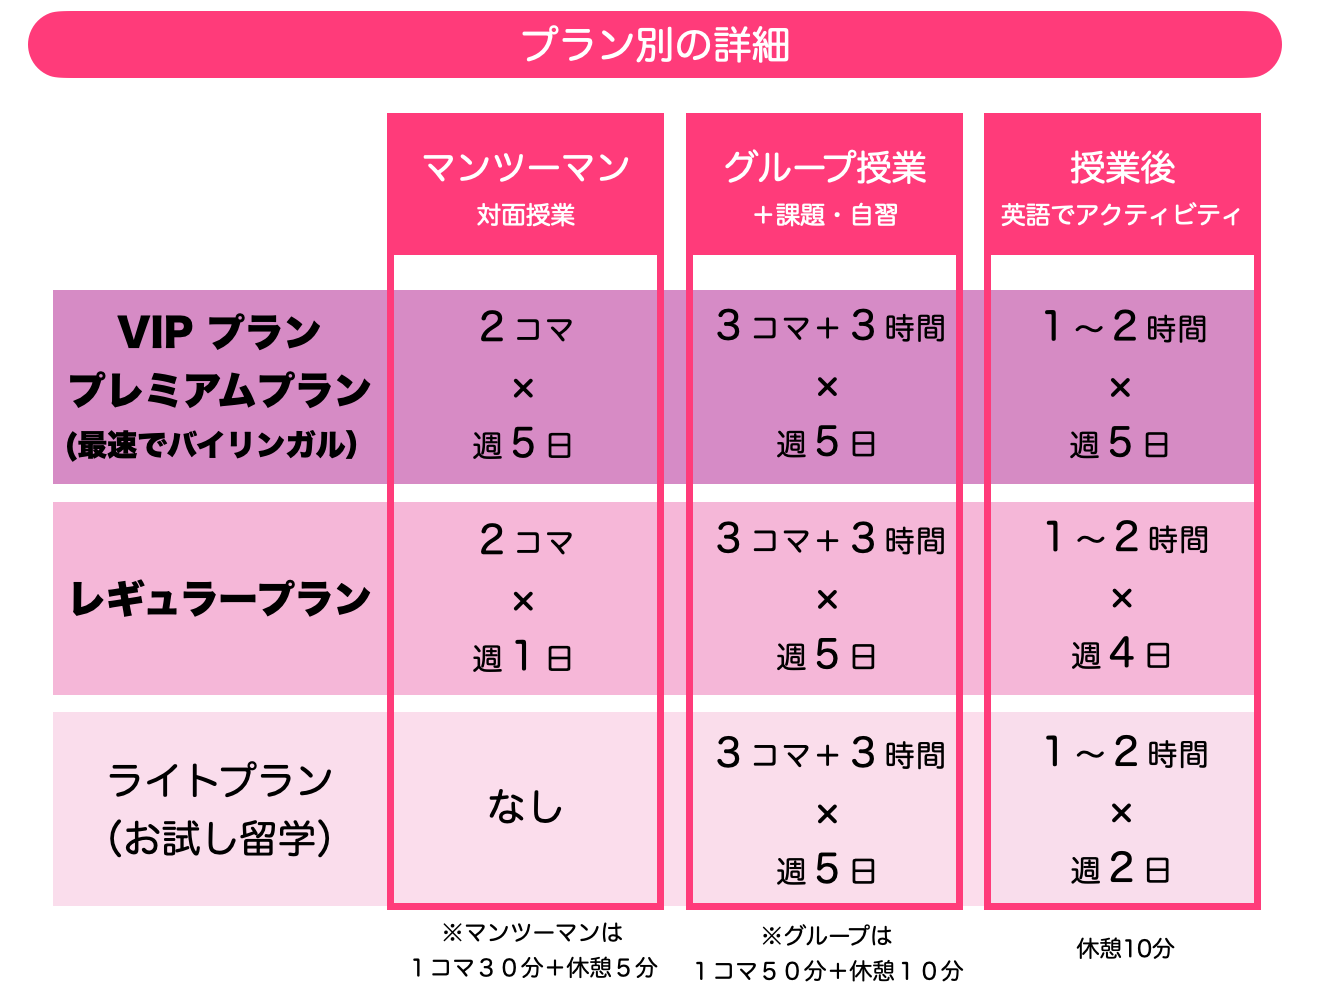 プラン別の詳細
マンツーマン
対面授業
グループ授業
＋課題・自習
授業後
英語でアクティビティ
VIP プラン
プレミアムプラン
(最速でバイリンガル）
２コマ
×
週５日
３コマ＋３時間
×
週５日
１〜２時間
×
週５日
レギュラープラン
２コマ
×
週１日
３コマ＋３時間
×
週５日
１〜２時間
×
週４日
ライトプラン
（お試し留学）
なし
３コマ＋３時間
×
週５日
１〜２時間
×
週２日
※マンツーマンは
１コマ３０分＋休憩５分
※グループは
１コマ５０分＋休憩１０分
休憩10分